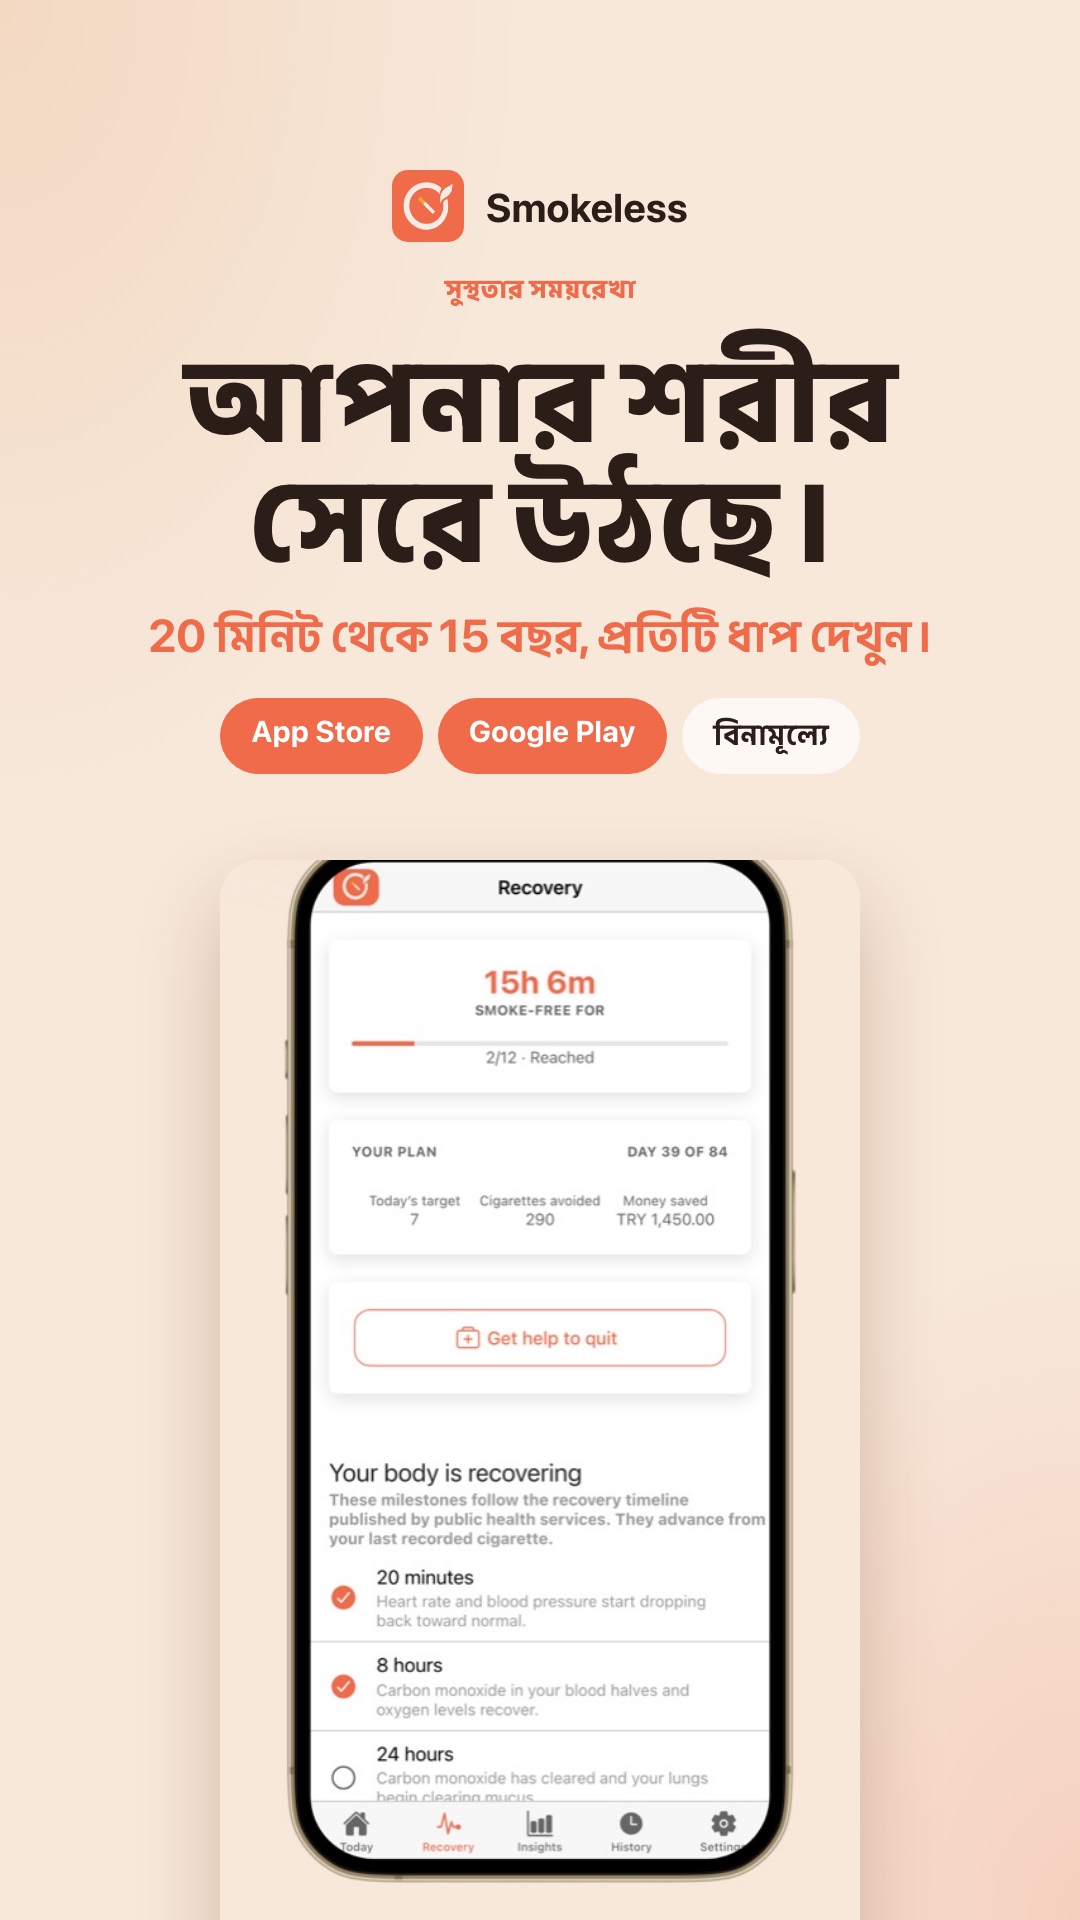 Smokeless
সুস্থতার সময়রেখা
আপনার শরীর
সেরে উঠছে।
20 মিনিট থেকে 15 বছর, প্রতিটি ধাপ দেখুন।
App Store
Google Play
বিনামূল্যে
Recovery
15h 6m
SMOKE-FREE FOR
2/12 · Reached
YOUR PLAN
DAY 39 OF 84
Today's target
Cigarettes avoided
Money saved
7
290
TRY 1,450.00
Get help to quit
Your body is recovering
These milestones follow the recovery timeline
published by public health services. They advance from
your last recorded cigarette.
20 minutes
Heart rate and blood pressure start dropping
back toward normal.
8 hours
Carbon monoxide in your blood halves and
oxygen levels recover.
24 hours
Carbon monoxide has cleared and your lungs
begin clearing mucus
Today
Recovery
Insights
History
Settings